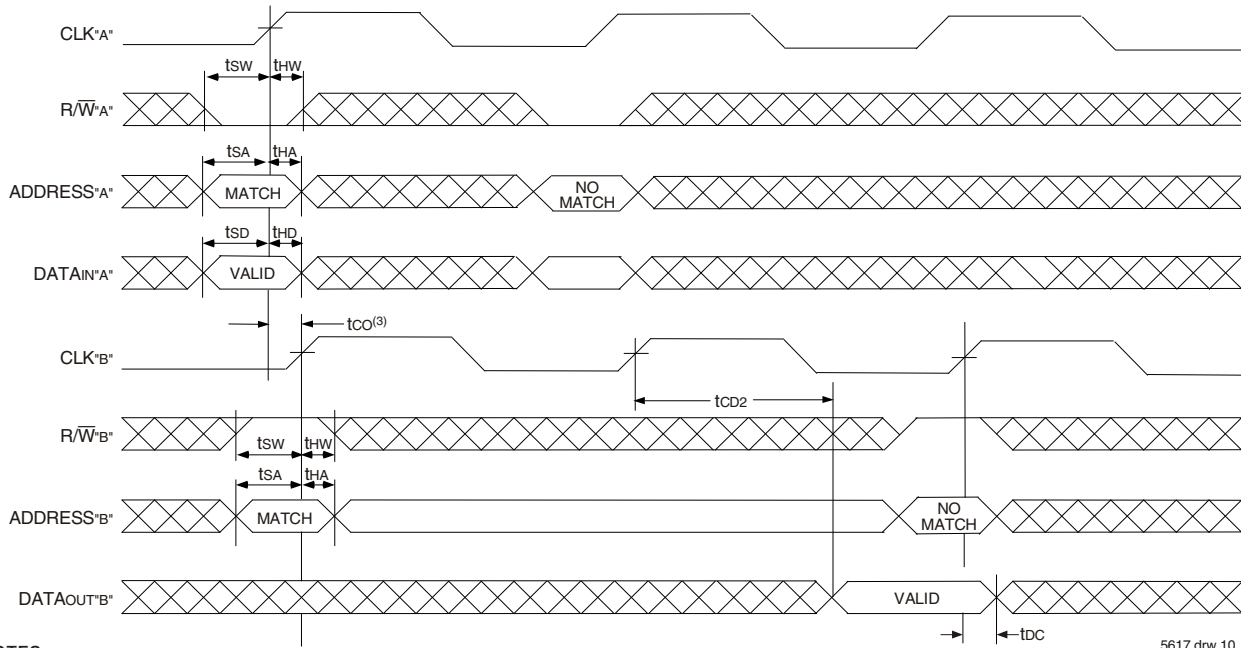 CLK"A"
tSW tHW
R/W"A"
tSA tHA
ADDRESS"A" MATCH NO MATCH
tSD tHD
DATAIN"A" VALID
tCO(3)
CLK"B"
tCD2
R/W"B"
tSW tHW
tSA tHA
ADDRESS"B" MATCH NO MATCH
DATAOUT"B" VALID
tDC
5617 drw 10